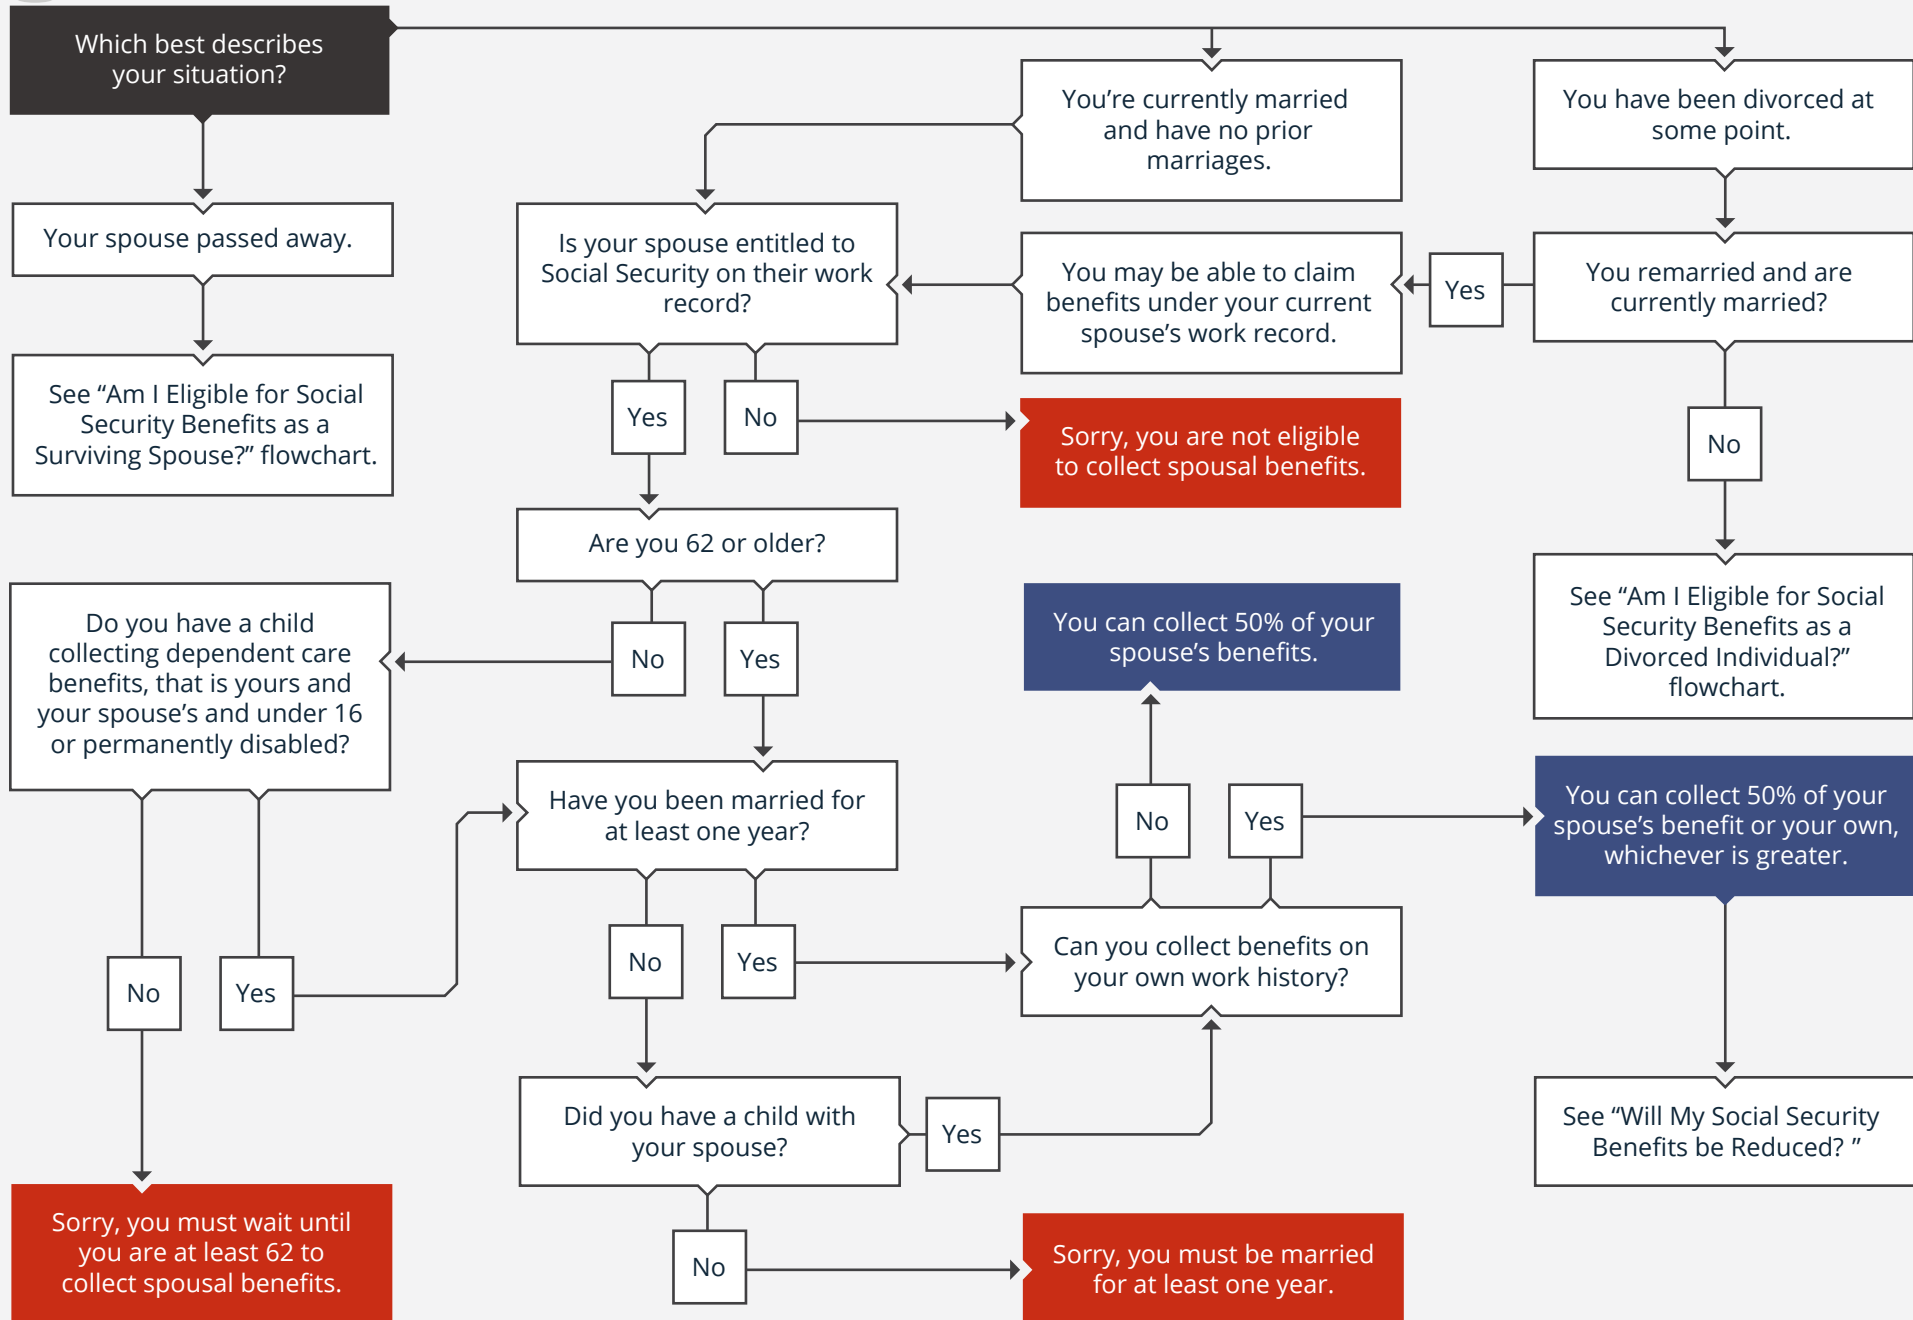 Which best describes
your situation?
You're currently married
and have no prior
marriages.
You have been divorced at
some point.
Your spouse passed away.
Is your spouse entitled to
Social Security on their work
record?
You may be able to claim
benefits under your current
spouse's work record.
Yes
You remarried and are
currently married?
See “Am I Eligible for Social
Security Benefits as a
Surviving Spouse?” flowchart.
Yes
No
Sorry, you are not eligible
to collect spousal benefits.
No
Are you 62 or older?
See “Am I Eligible for Social
Security Benefits as a
Divorced Individual?”
flowchart.
Do you have a child
collecting dependent care
benefits, that is yours and
your spouse's and under 16
or permanently disabled?
No
Yes
You can collect 50% of your
spouse's benefits.
Have you been married for
at least one year?
No
Yes
You can collect 50% of your
spouse's benefit or your own,
whichever is greater.
No
Yes
No
Yes
Can you collect benefits on
your own work history?
Did you have a child with
your spouse?
Yes
See “Will My Social Security
Benefits be Reduced? ”
Sorry, you must wait until
you are at least 62 to
collect spousal benefits.
No
Sorry, you must be married
for at least one year.